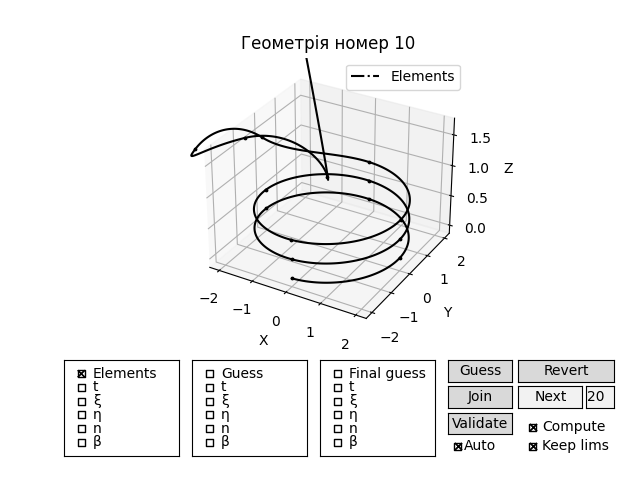 Геометрія номер 10
Elements
1.5
1.0
0.5
0.0
Z
−2
−1
0
1
2
X
−2
−1
0
1
2
Y
Elements
t
ξ
η
n
β
Guess
t
ξ
η
n
β
Final guess
t
ξ
η
n
β
Guess
Revert
Join
Next
20
Validate
Compute
Auto
Keep lims